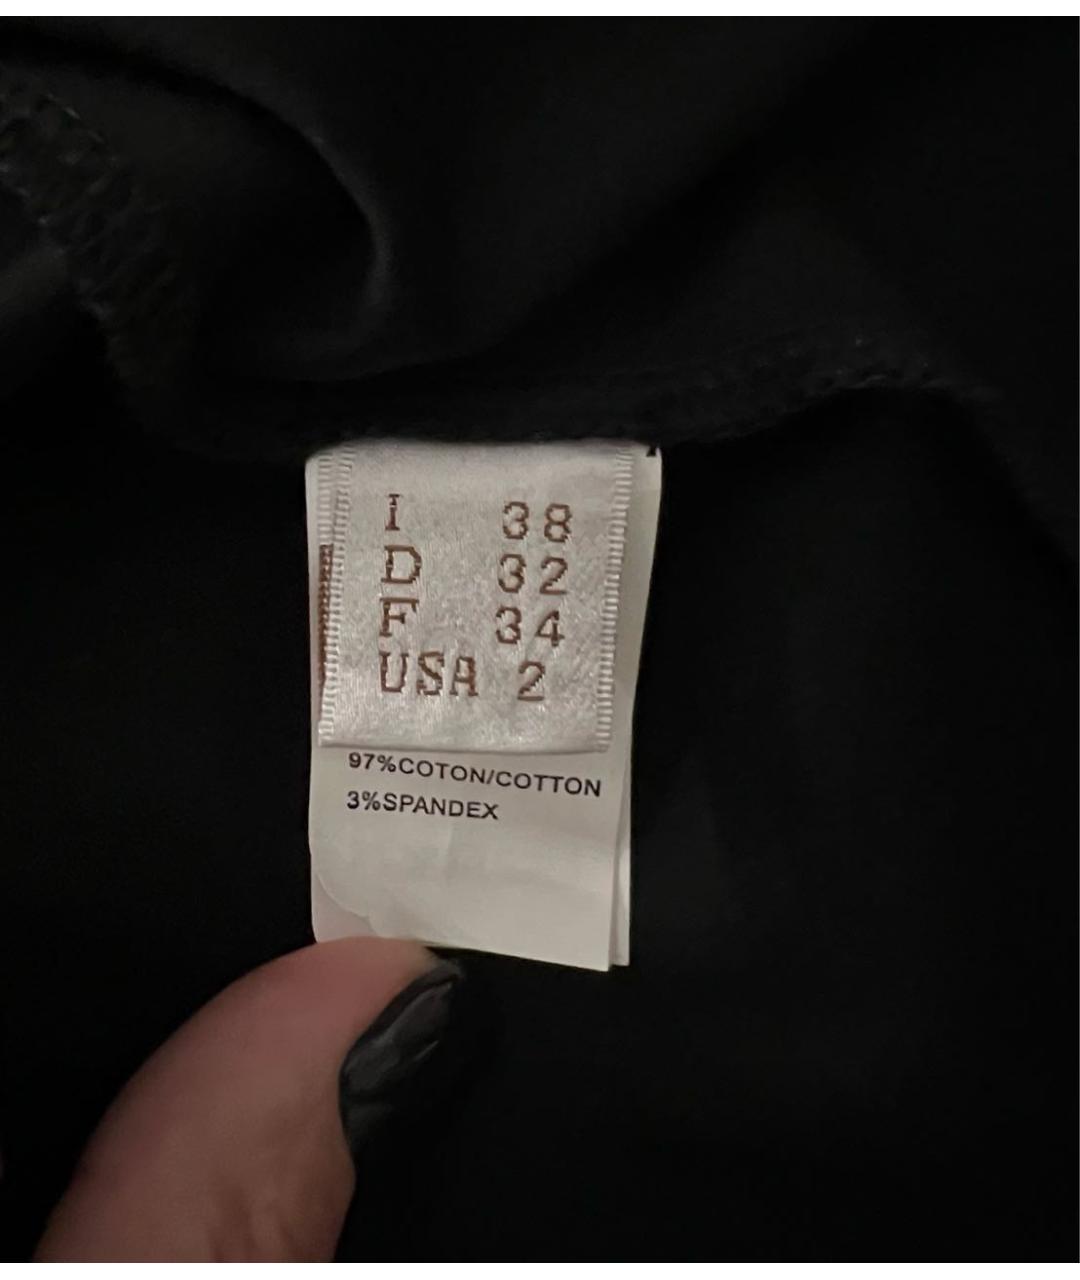 I 38
D 32
F 34
USA 2
97%COTON/COTTON
3%SPANDEX